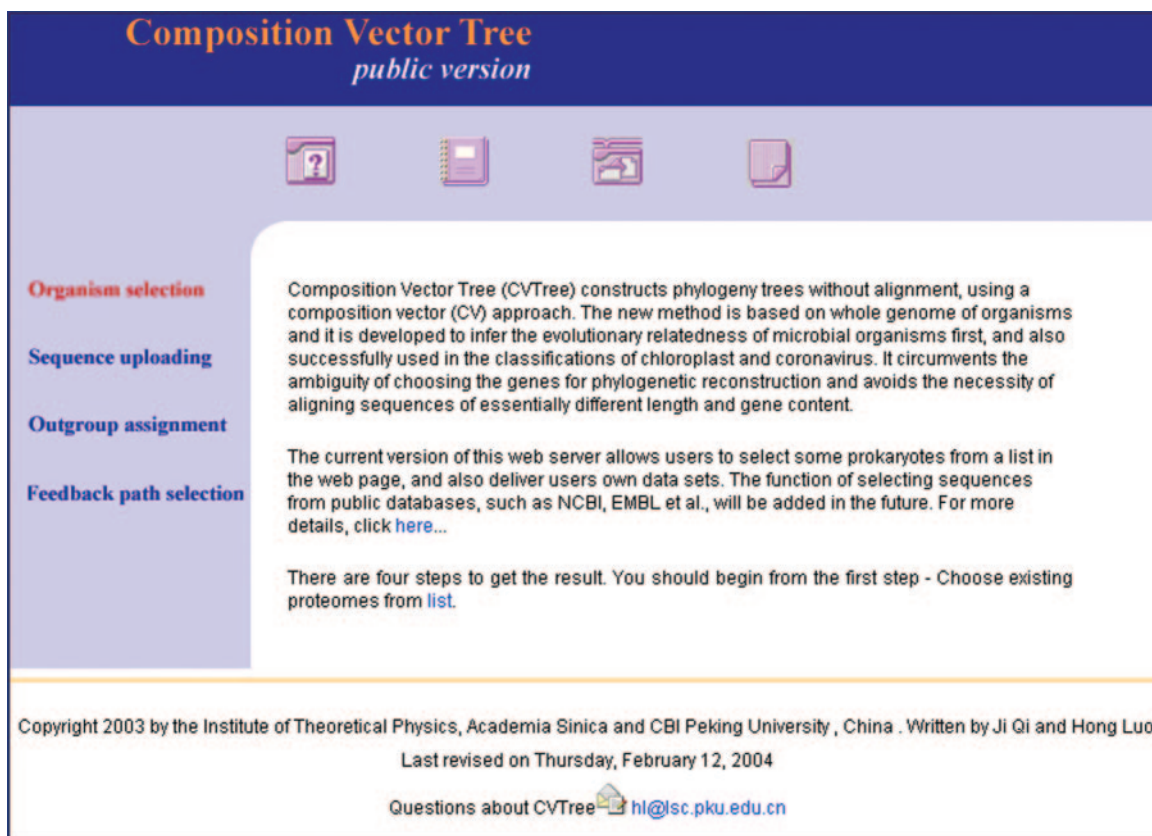 Composition Vector Tree
public version
Organism selection
Sequence uploading
Outgroup assignment
Feedback path selection
Composition Vector Tree (CVTree) constructs phylogeny trees without alignment, using a
composition vector (CV) approach. The new method is based on whole genome of organisms
and it is developed to infer the evolutionary relatedness of microbial organisms first, and also
successfully used in the classifications of chloroplast and coronavirus. It circumvents the
ambiguity of choosing the genes for phylogenetic reconstruction and avoids the necessity of
aligning sequences of essentially different length and gene content.
The current version of this web server allows users to select some prokaryotes from a list in
the web page, and also deliver users own data sets. The function of selecting sequences
from public databases, such as NCBI, EMBL et al., will be added in the future. For more
details, click here...
There are four steps to get the result. You should begin from the first step - Choose existing
proteomes from list.
Copyright 2003 by the Institute of Theoretical Physics, Academia Sinica and CBI Peking University , China . Written by Ji Qi and Hong Luo
Last revised on Thursday, February 12, 2004
Questions about CVTree hl@lsc.pku.edu.cn